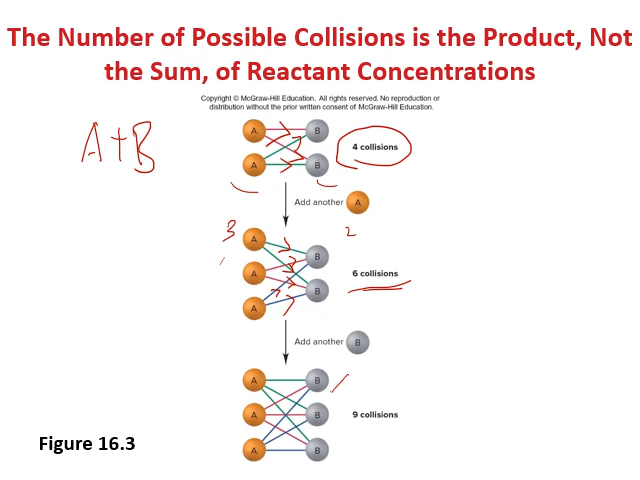 The Number of Possible Collisions is the Product, Not
the Sum, of Reactant Concentrations
Copyright © McGraw-Hill Education. All rights reserved. No reproduction or
distribution without the prior written consent of McGraw-Hill Education.
A+B
A B
4 collisions
A B
Add another A
3 2
A
B
A 6 collisions
B
A
Add another B
A B
A B 9 collisions
A B
Figure 16.3